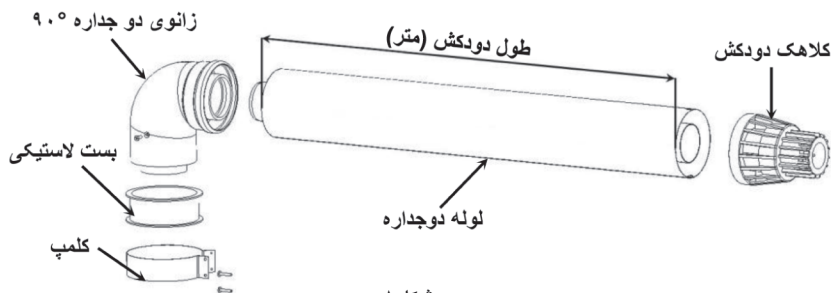 زانوی دو جداره ۹۰°
طول دودکش (متر)
کلاهک دودکش
بست لاستیکی
لوله دوجداره
کلمپ